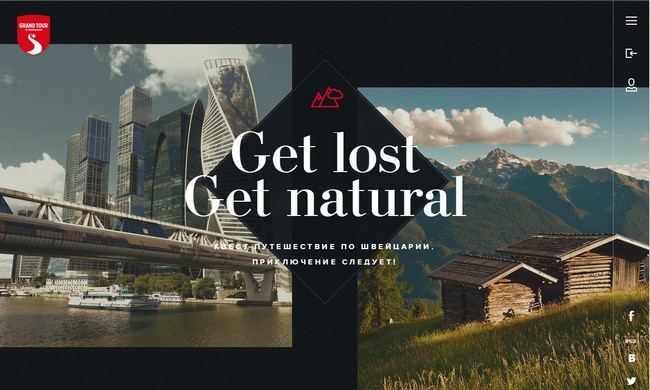 GRAND TOUR
Get lost
Get natural
КВЕСТ-ПУТЕШЕСТВИЕ ПО ШВЕЙЦАРИИ.
ПРИКЛЮЧЕНИЕ СЛЕДУЕТ!